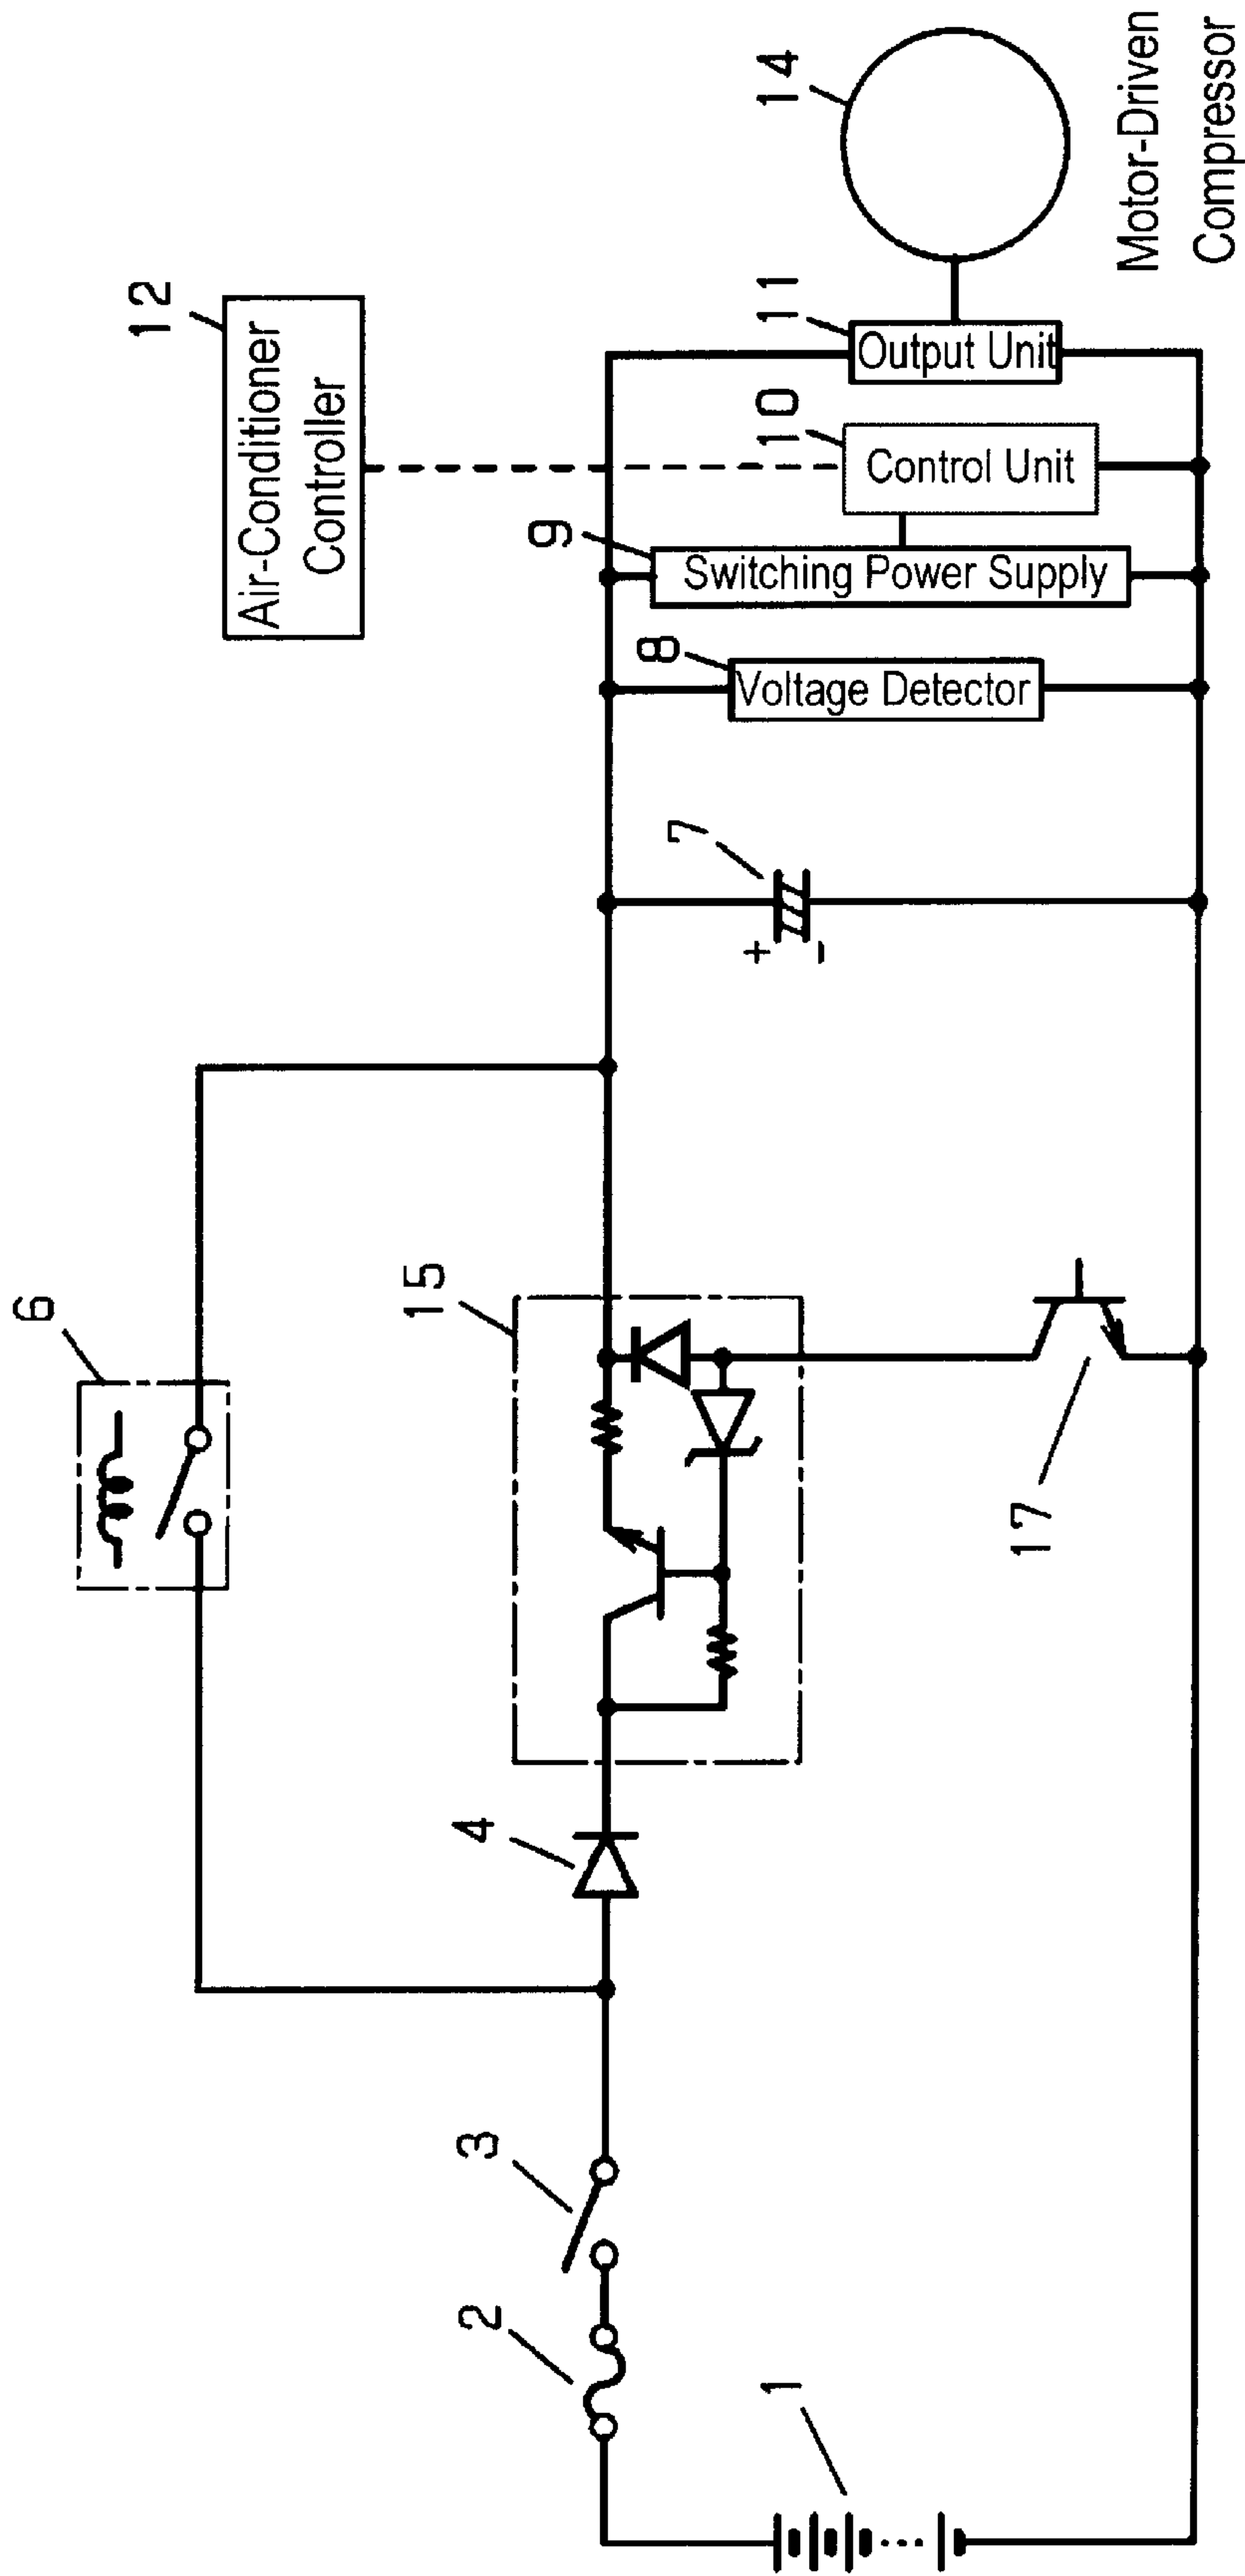 6
12
Air-Conditioner
Controller
15
4
3
2
1
17
7
+
-
8
Voltage Detector
9
Switching Power Supply
10
Control Unit
11
Output Unit
14
Motor-Driven
Compressor